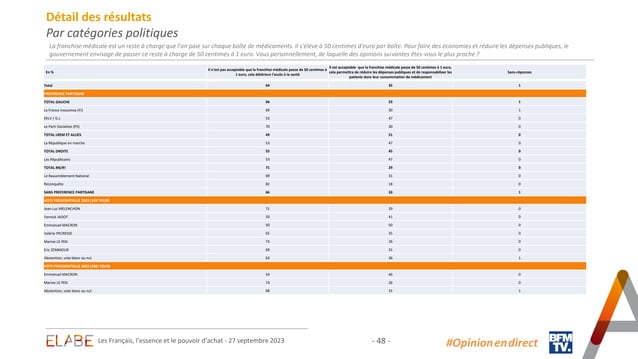 Détail des résultats
Par catégories politiques
La franchise médicale est un reste à charge que l'on paie sur chaque boîte de médicaments. Il s'élève à 50 centimes d'euro par boîte. Pour faire des économies et réduire les dépenses publiques, le
gouvernement envisage de passer ce reste à charge de 50 centimes à 1 euro. Vous personnellement, de laquelle des opinions suivantes êtes-vous le plus proche ?
En % Il n'est pas acceptable que la franchise médicale passe de 50 centimes à 1 euro, cela détériore l'accès à la santé Il est acceptable que la franchise médicale passe de 50 centimes à 1 euro, cela permettra de réduire les dépenses publiques et de responsabiliser les patients dans leur consommation de médicament Sans réponses
Total 64 35 1
PREFERENCE PARTISANE
TOTAL GAUCHE 66 33 1
La France Insoumise (FI) 69 30 1
EELV / G.s 53 47 0
Le Parti Socialiste (PS) 70 30 0
TOTAL LREM ET ALLIES 49 51 0
La République en marche 53 47 0
TOTAL DROITE 55 45 0
Les Républicains 53 47 0
TOTAL RN/R! 71 29 0
Le Rassemblement National 69 31 0
Reconquête 82 18 0
SANS PREFERENCE PARTISANE 66 33 1
VOTE PRESIDENTIELLE 2022 (1ER TOUR)
Jean-Luc MELENCHON 71 29 0
Yannick JADOT 59 41 0
Emmanuel MACRON 50 50 0
Valérie PECRESSE 65 35 0
Marine LE PEN 74 26 0
Eric ZEMMOUR 69 31 0
Abstention, vote blanc ou nul 63 36 1
VOTE PRESIDENTIELLE 2022 (2ND TOUR)
Emmanuel MACRON 54 46 0
Marine LE PEN 74 26 0
Abstention, vote blanc ou nul 68 31 1
ELABE
Les Français, l'essence et le pouvoir d'achat - 27 septembre 2023
- 48 -
#Opinion en direct
BFM
TV.